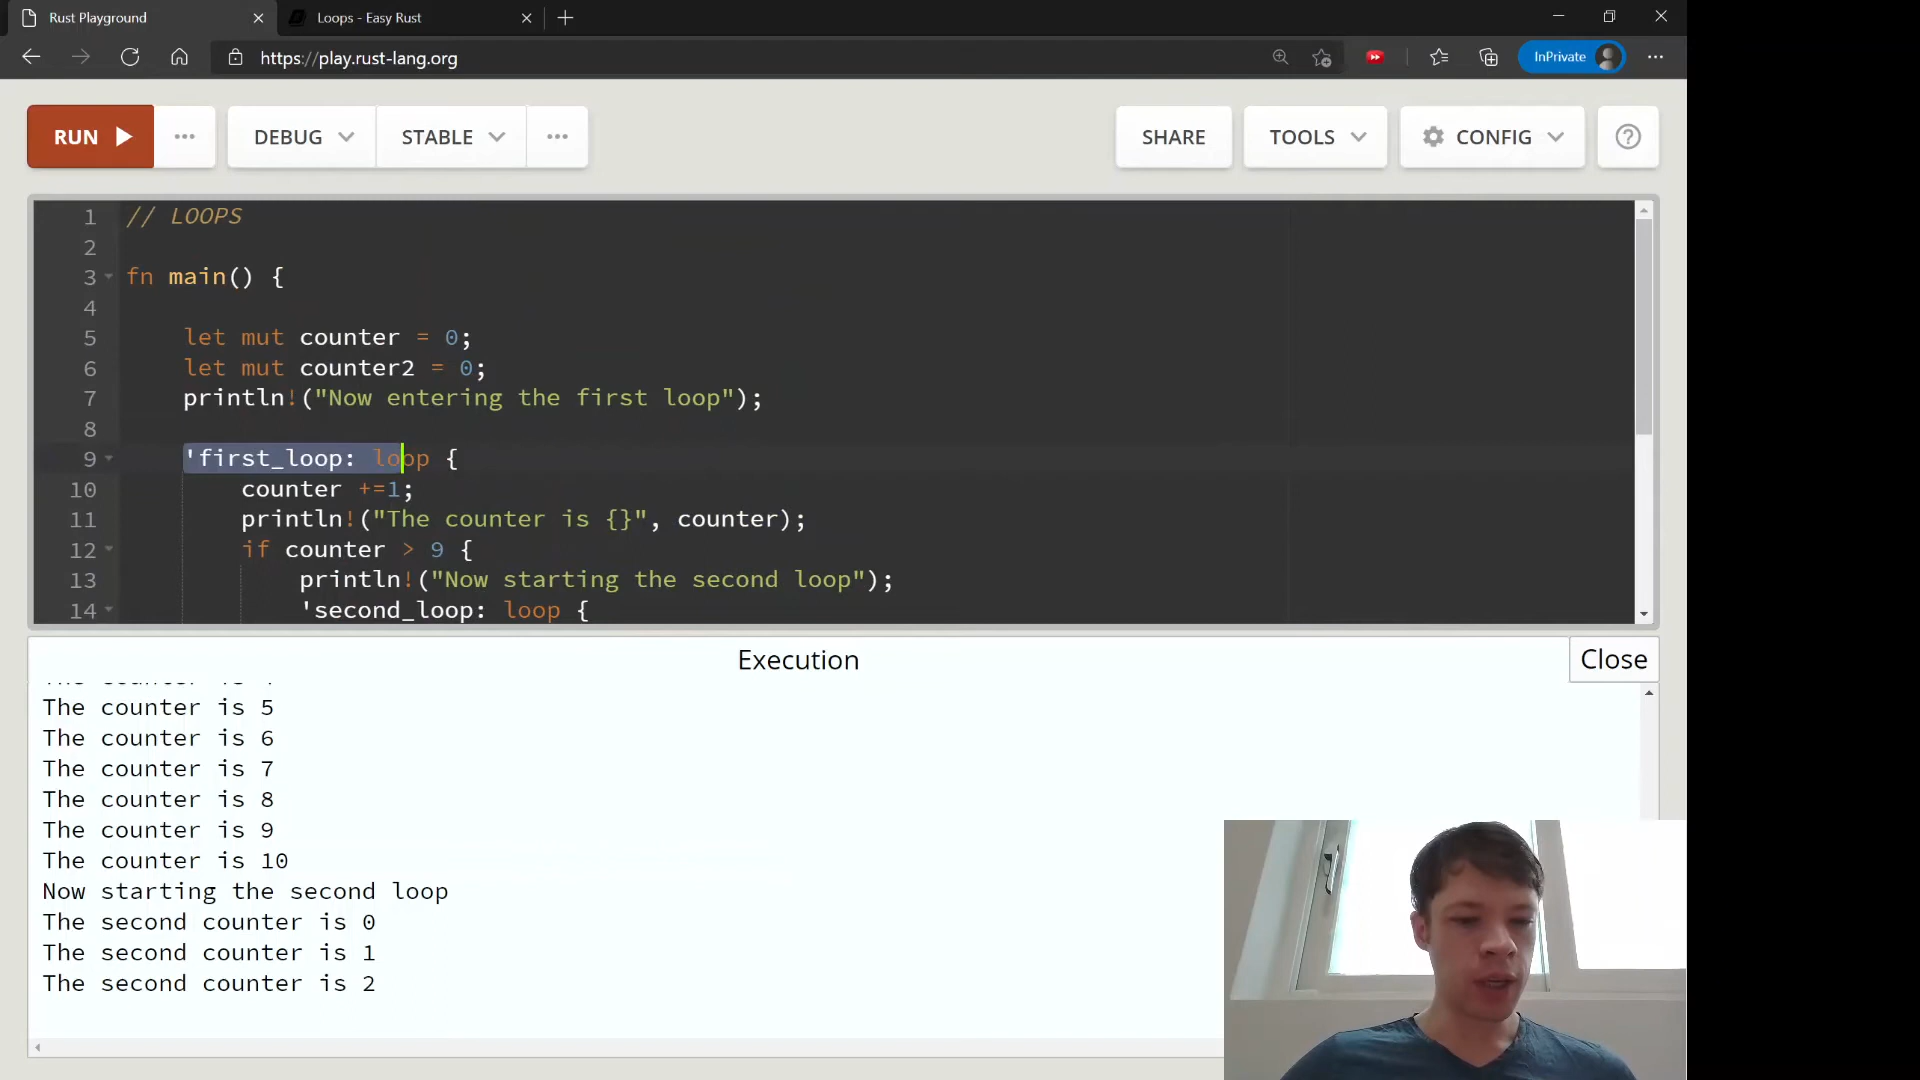 Rust Playground
Loops - Easy Rust
https://play.rust-lang.org
InPrivate
RUN
DEBUG
STABLE
SHARE
TOOLS
CONFIG
1 // LOOPS
2
3 fn main() {
4
5 let mut counter = 0;
6 let mut counter2 = 0;
7 println!("Now entering the first loop");
8
9 'first_loop: loop {
10 counter +=1;
11 println!("The counter is {}", counter);
12 if counter > 9 {
13 println!("Now starting the second loop");
14 'second_loop: loop {
Execution
Close
The counter is 5
The counter is 6
The counter is 7
The counter is 8
The counter is 9
The counter is 10
Now starting the second loop
The second counter is 0
The second counter is 1
The second counter is 2